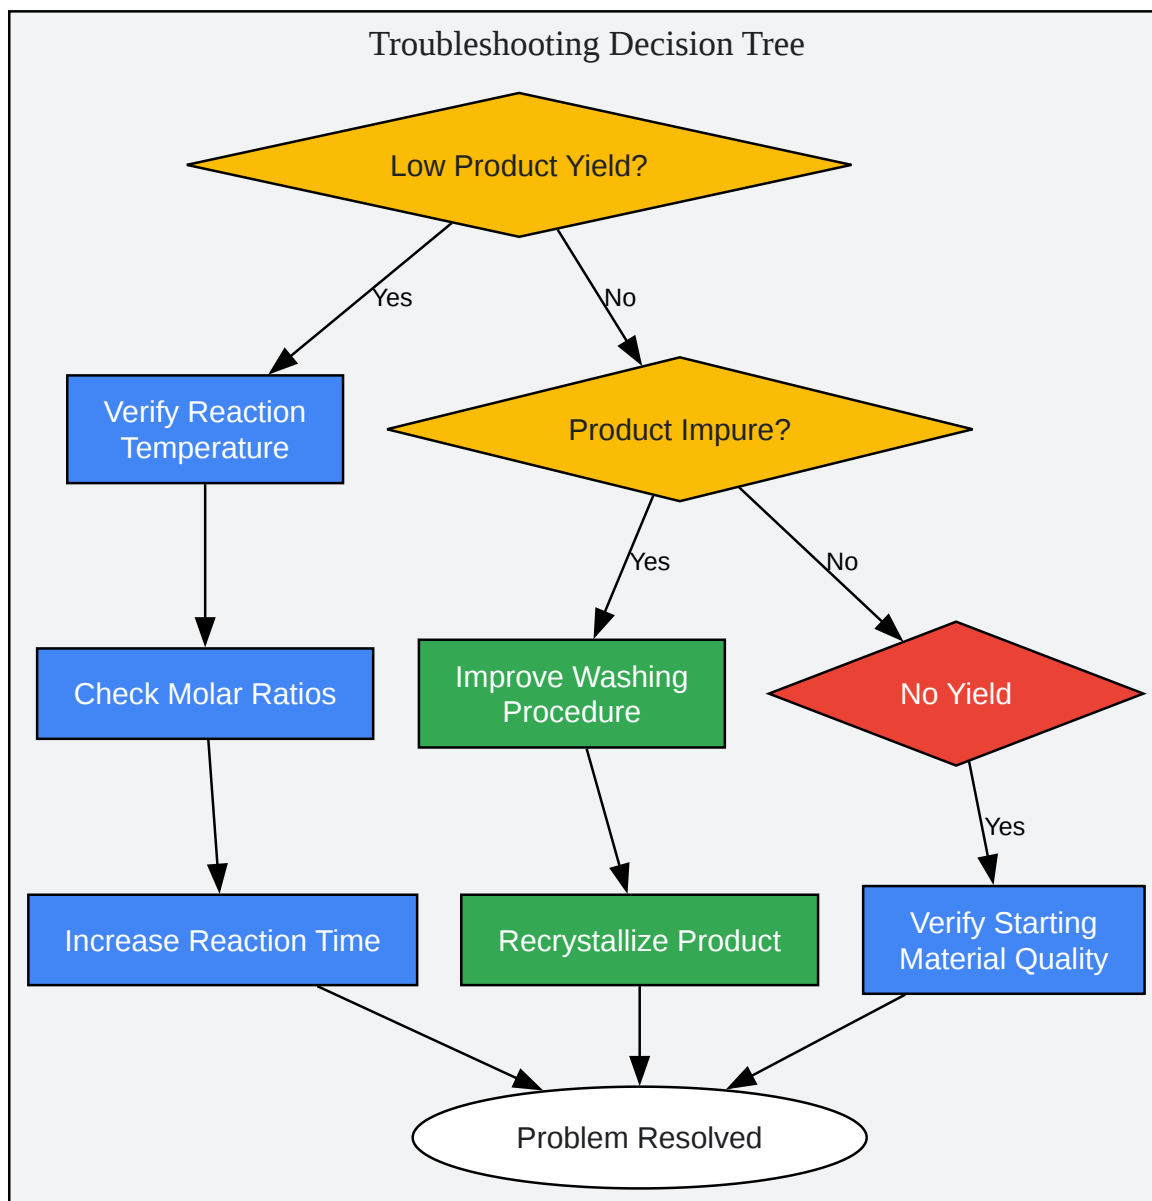 Troubleshooting Decision Tree
Low Product Yield?
Yes
No
Verify Reaction
Temperature
Product Impure?
Yes
No
Check Molar Ratios
Improve Washing
Procedure
No Yield
Yes
Increase Reaction Time
Recrystallize Product
Verify Starting
Material Quality
Problem Resolved